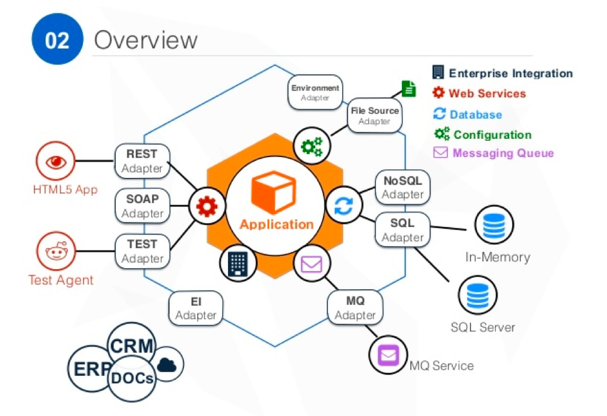 02 Overview
Environment
Adapter
File Source
Adapter
Enterprise Integration
Web Services
Database
Configuration
Messaging Queue
REST
Adapter
HTML5 App
SOAP
Adapter
TEST
Adapter
Test Agent
Application
NoSQL
Adapter
SQL
Adapter
In-Memory
SQL Server
EI
Adapter
MQ
Adapter
MQ Service
CRM
ERP
DOCs